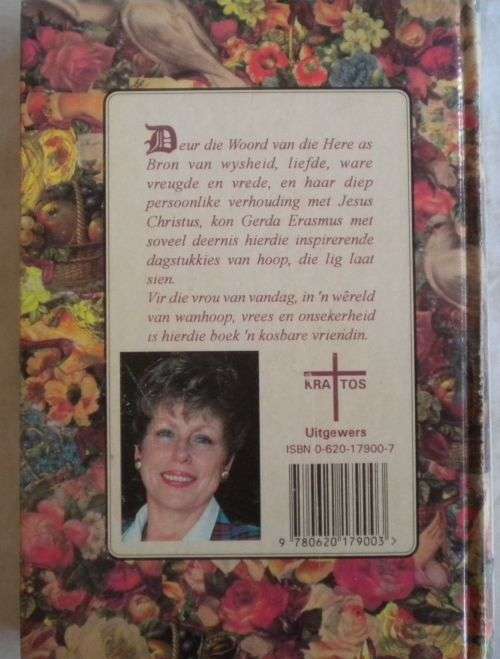 Deur die Woord van die Here as
Bron van wysheid, liefde, ware
vreugde en vrede, en haar diep
persoonlike verhouding met Jesus
Christus, kon Gerda Erasmus met
soveel deernis hierdie inspirerende
dagstukkies van hoop, die lig laat
sien.
Vir die vrou van vandag, in 'n wêreld
van wanhoop, vrees en onsekerheid
is hierdie boek 'n kosbare vriendin.
KRATOS
Uitgewers
ISBN 0-620-17900-7
9 780620 179003 >